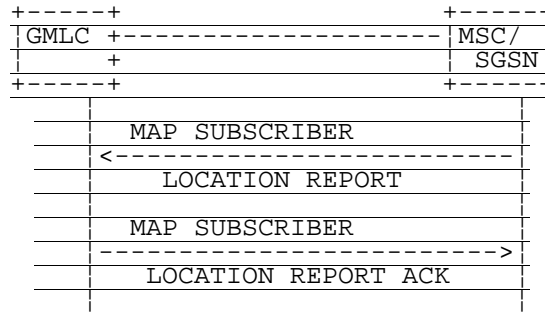 +-----+ +------
¦GMLC +--------------------¦MSC/
¦ + ¦ SGSN
+-----+ +------
¦ ¦
¦ MAP SUBSCRIBER ¦
¦<-------------------------¦
¦ LOCATION REPORT ¦
¦ ¦
¦ MAP SUBSCRIBER ¦
¦------------------------->¦
¦ LOCATION REPORT ACK ¦
¦ ¦